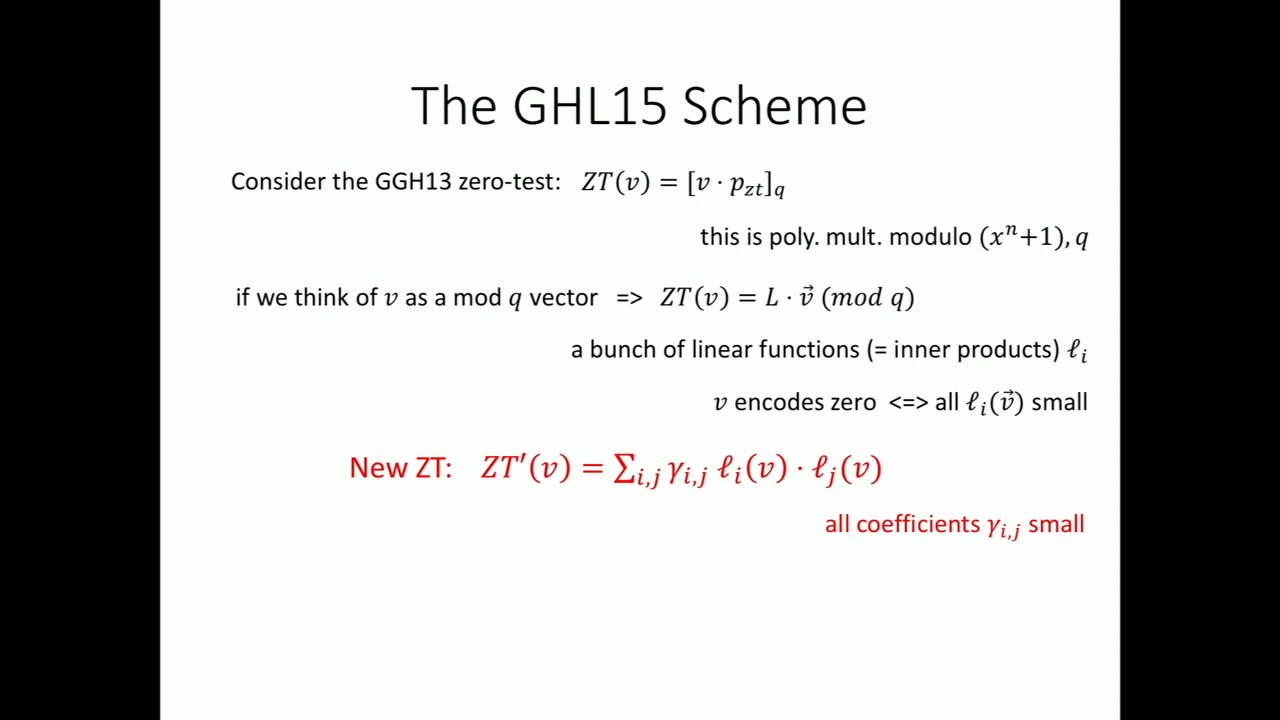 The GHL15 Scheme
Consider the GGH13 zero-test: ZT(v) = [v · p_zt]_q
this is poly. mult. modulo (xⁿ+1), q
if we think of v as a mod q vector => ZT(v) = L · v⃗ (mod q)
a bunch of linear functions (= inner products) ℓ_i
v encodes zero <=> all ℓ_i(v⃗) small
New ZT: ZT′(v) = ∑_{i,j} γ_{i,j} ℓ_i(v) · ℓ_j(v)
all coefficients γ_{i,j} small